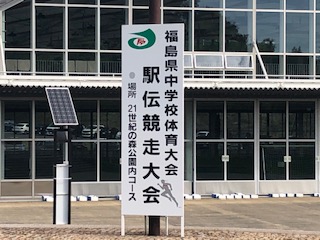 福島県中学校体育大会
駅伝競走大会
◎場所 21世紀の森公園内コース